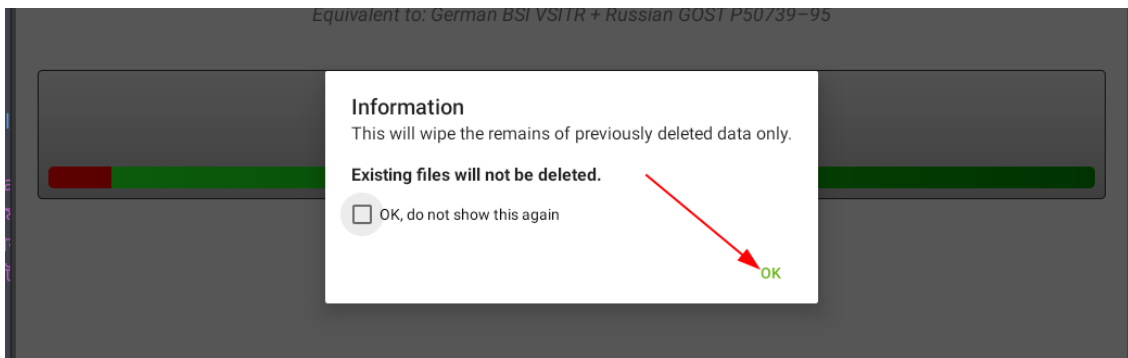 Equivalent to: German BSI VSITR + Russian GOST P50739–95
Information
This will wipe the remains of previously deleted data only.
Existing files will not be deleted.
OK, do not show this again
OK